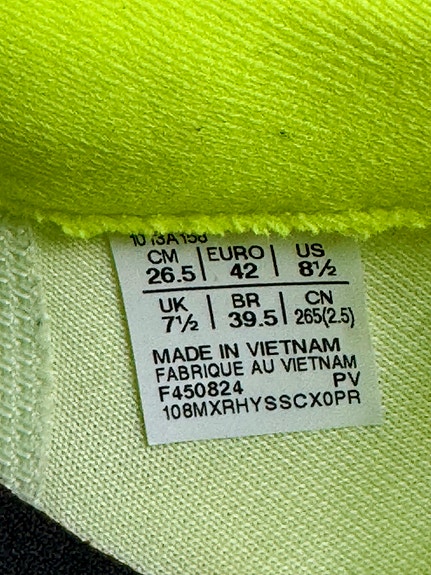 1013A158
CM | EURO | US
26.5 | 42 | 8½
UK | BR | CN
7½ | 39.5 | 265(2.5)
MADE IN VIETNAM
FABRIQUE AU VIETNAM
F450824 PV
108MXRHYSSCX0PR